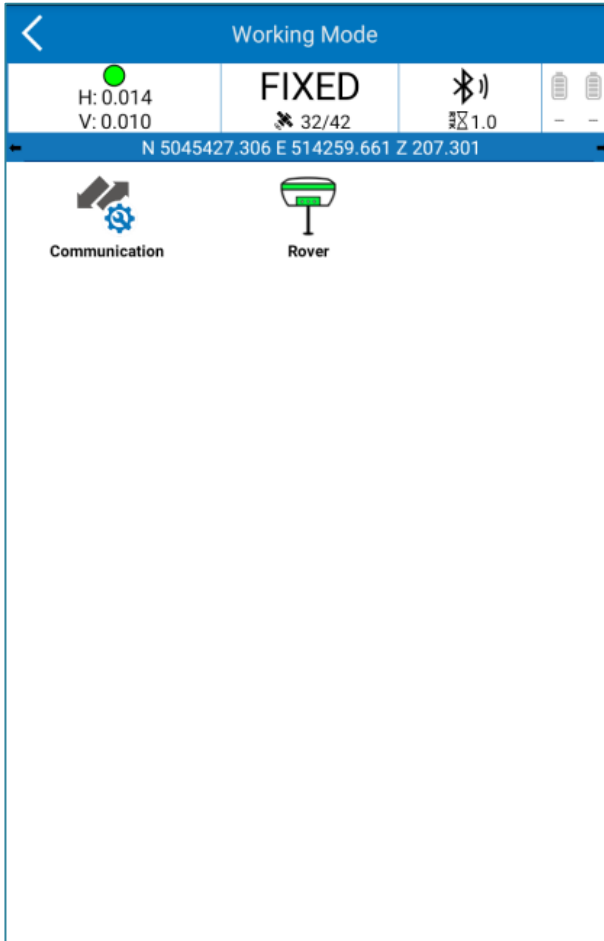 Working Mode
H: 0.014
V: 0.010
FIXED
32/42
1.0
– –
N 5045427.306 E 514259.661 Z 207.301
Communication
Rover